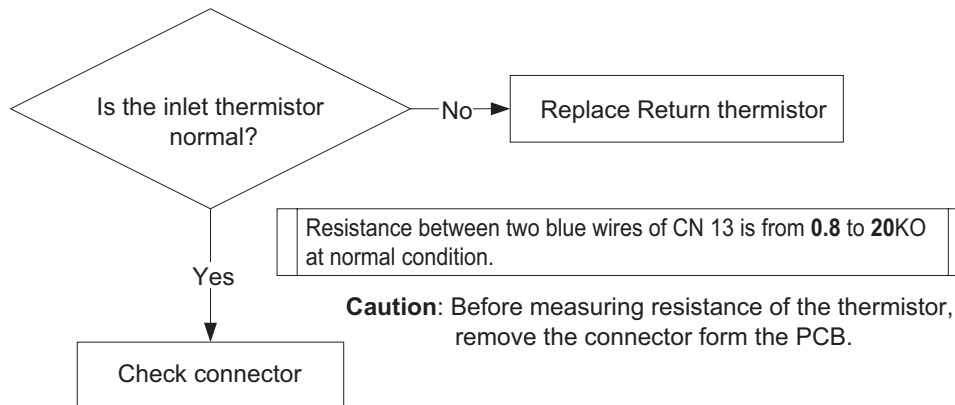 Is the inlet thermistor
normal?
No
Replace Return thermistor
Resistance between two blue wires of CN 13 is from 0.8 to 20KO
at normal condition.
Yes
Caution: Before measuring resistance of the thermistor,
remove the connector form the PCB.
Check connector